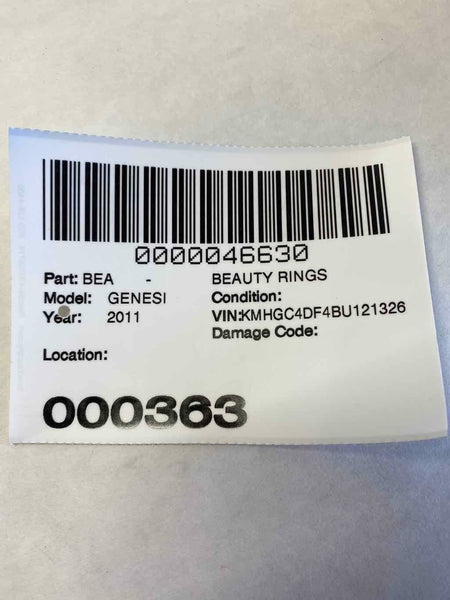 0000046630
Part: BEA - BEAUTY RINGS
Model: GENESI Condition:
Year: 2011 VIN:KMHGC4DF4BU121326
Damage Code:
Location:
000363